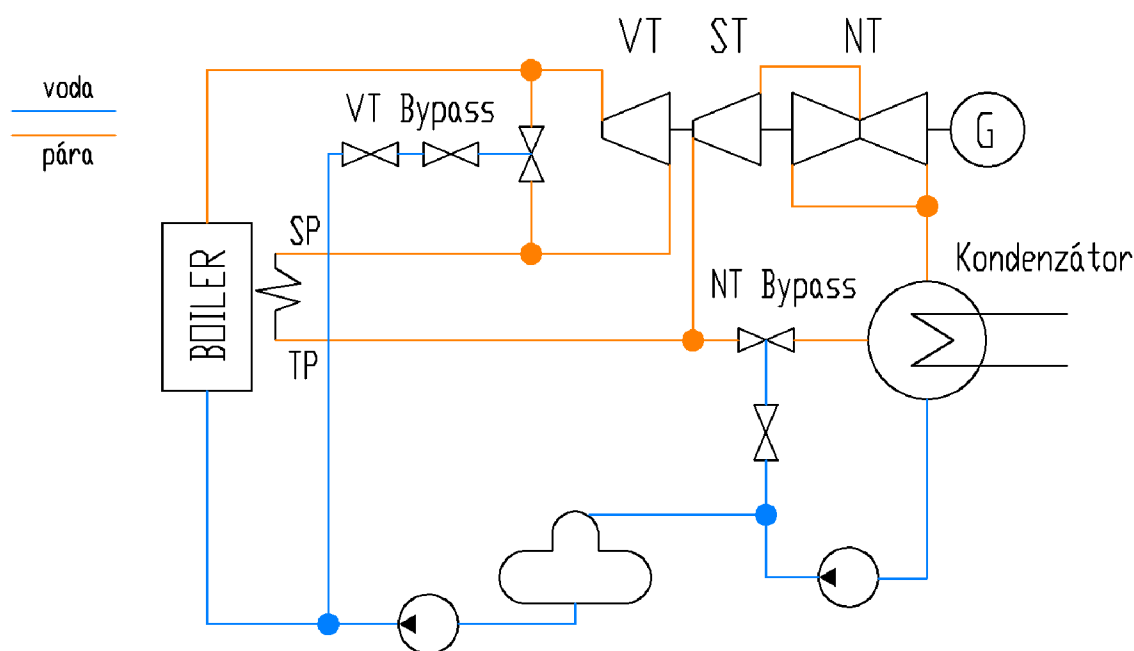 VT ST NT
voda
VT Bypass
pára
G
SP
BOILER
NT Bypass
Kondenzátor
TP